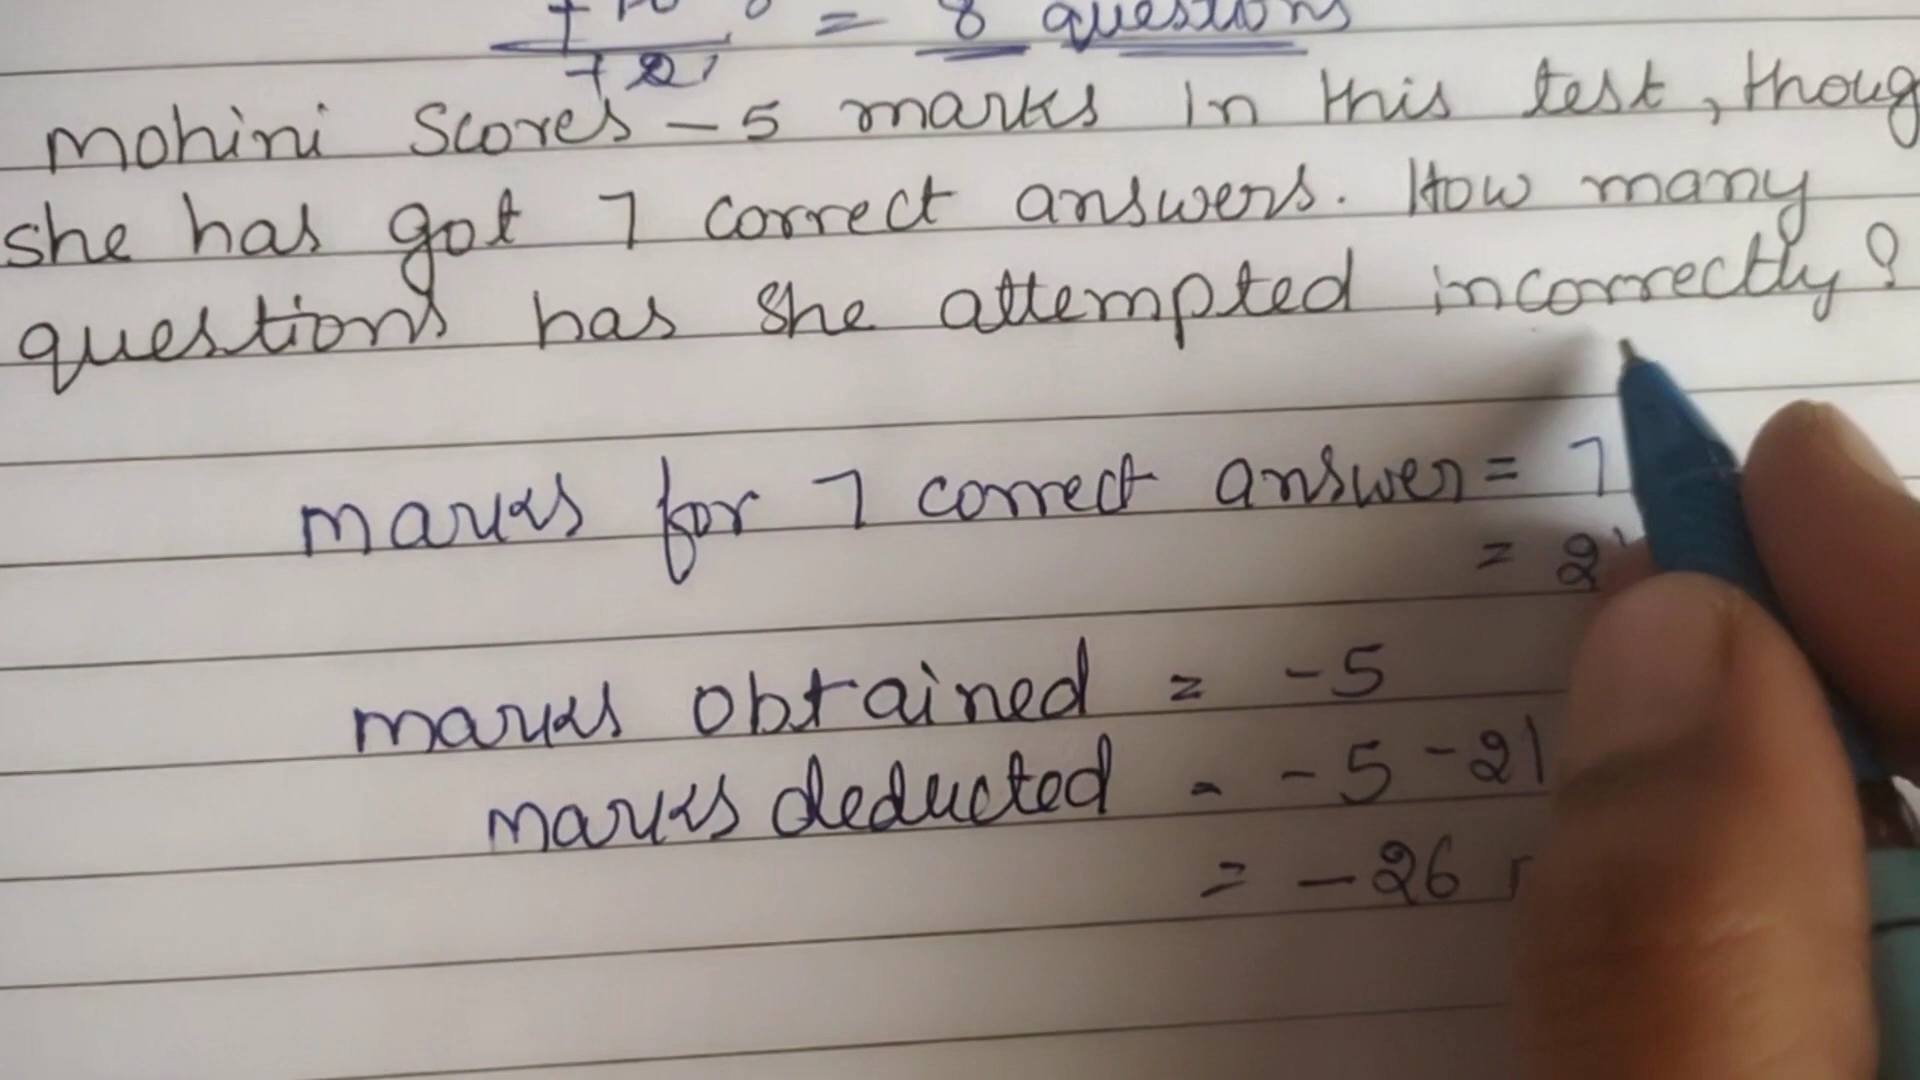 = 8 questions
+2
Mohini Scores -5 marks in this test, thoug
she has got 7 correct answers. How many
questions has she attempted incorrectly?
marks for 7 correct answer = 7
= 21
marks obtained = -5
marks deducted = -5 -21
= -26